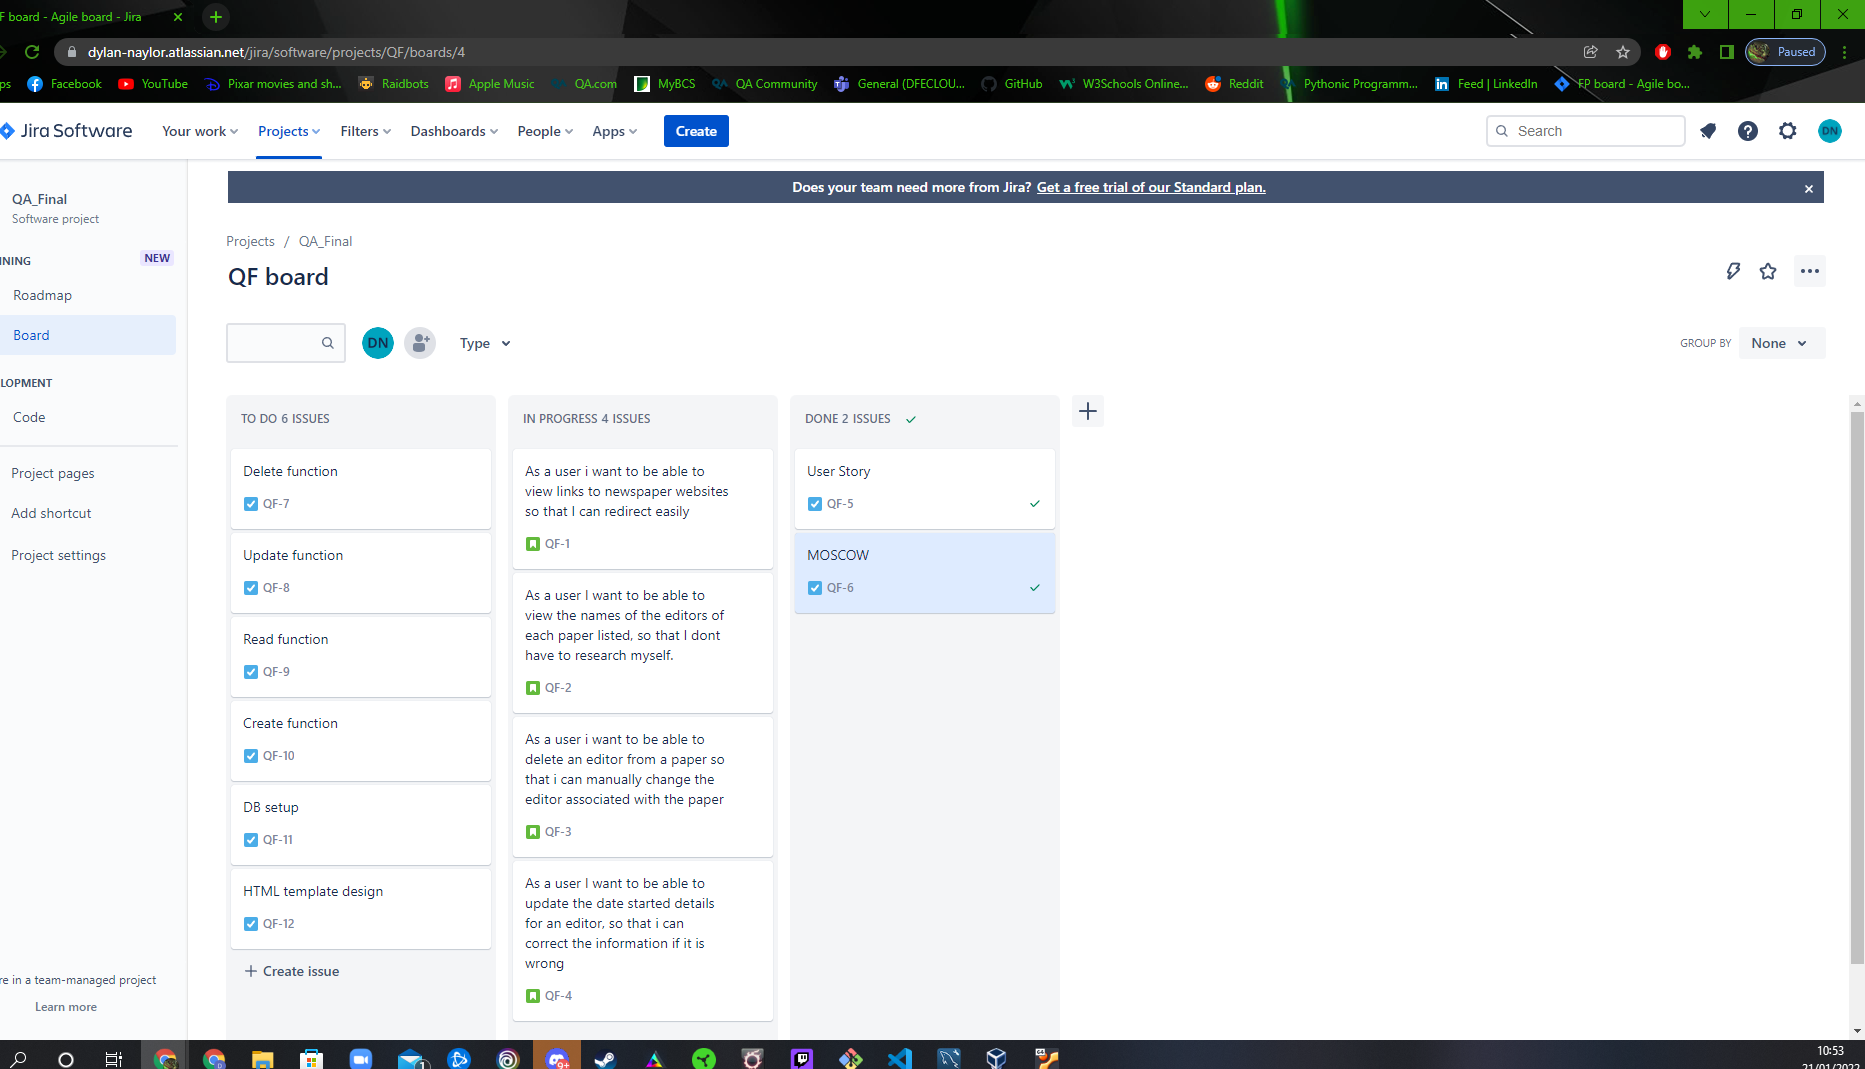 F board - Agile board - Jira
dylan-naylor.atlassian.net/jira/software/projects/QF/boards/4
Paused
ps Facebook YouTube Pixar movies and sh... Raidbots Apple Music QA.com MyBCS QA Community General (DFECLOU... GitHub W3Schools Online... Reddit Pythonic Programm... Feed | LinkedIn FP board - Agile bo...
Jira Software Your work Projects Filters Dashboards People Apps Create Search DN
Does your team need more from Jira? Get a free trial of our Standard plan.
QA_Final
Software project
NING NEW
Roadmap
Board
LOPMENT
Code
Project pages
Add shortcut
Project settings
re in a team-managed project
Learn more
Projects / QA_Final
QF board
DN Type GROUP BY None
TO DO 6 ISSUES
Delete function
QF-7
Update function
QF-8
Read function
QF-9
Create function
QF-10
DB setup
QF-11
HTML template design
QF-12
+ Create issue
IN PROGRESS 4 ISSUES
As a user i want to be able to
view links to newspaper websites
so that I can redirect easily
QF-1
As a user I want to be able to
view the names of the editors of
each paper listed, so that I dont
have to research myself.
QF-2
As a user i want to be able to
delete an editor from a paper so
that i can manually change the
editor associated with the paper
QF-3
As a user I want to be able to
update the date started details
for an editor, so that i can
correct the information if it is
wrong
QF-4
DONE 2 ISSUES
User Story
QF-5
MOSCOW
QF-6
10:53
21/01/2022